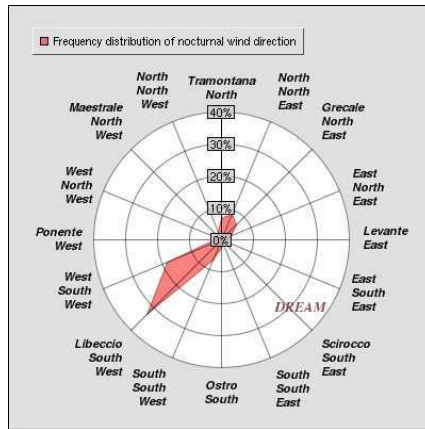 Frequency distribution of nocturnal wind direction
North
North
West
Tramontana
North
North
North
East
Maestrale
North
West
Grecale
North
East
40%
30%
20%
10%
0%
West
North
West
East
North
East
Ponente
West
Levante
East
West
South
West
East
South
East
DREAM
Libeccio
South
West
Scirocco
South
East
South
South
West
Ostro
South
South
South
East